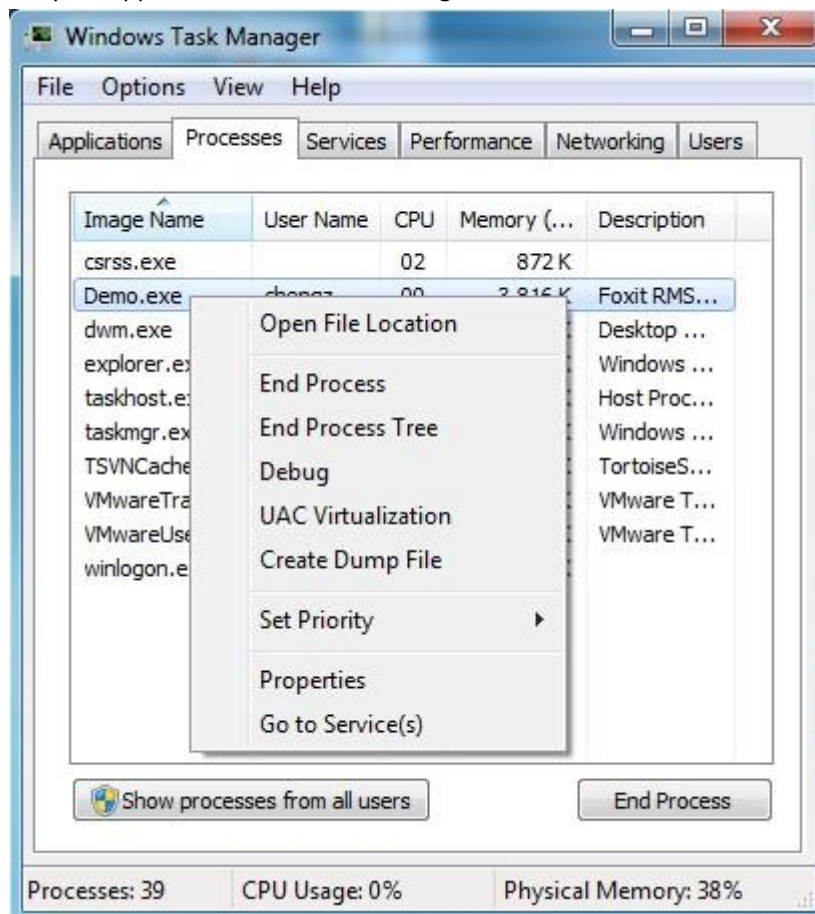 Windows Task Manager
File Options View Help
Applications Processes Services Performance Networking Users
Image Name User Name CPU Memory (... Description
csrss.exe 02 872 K
Demo.exe Foxit RMS...
dwm.exe Desktop ...
explorer.ex Windows ...
taskhost.e Host Proc...
taskmgr.ex Windows ...
TSVNCache TortoiseS...
VMwareTra VMware T...
VMwareUse VMware T...
winlogon.e
Open File Location
End Process
End Process Tree
Debug
UAC Virtualization
Create Dump File
Set Priority
Properties
Go to Service(s)
Show processes from all users End Process
Processes: 39 CPU Usage: 0% Physical Memory: 38%